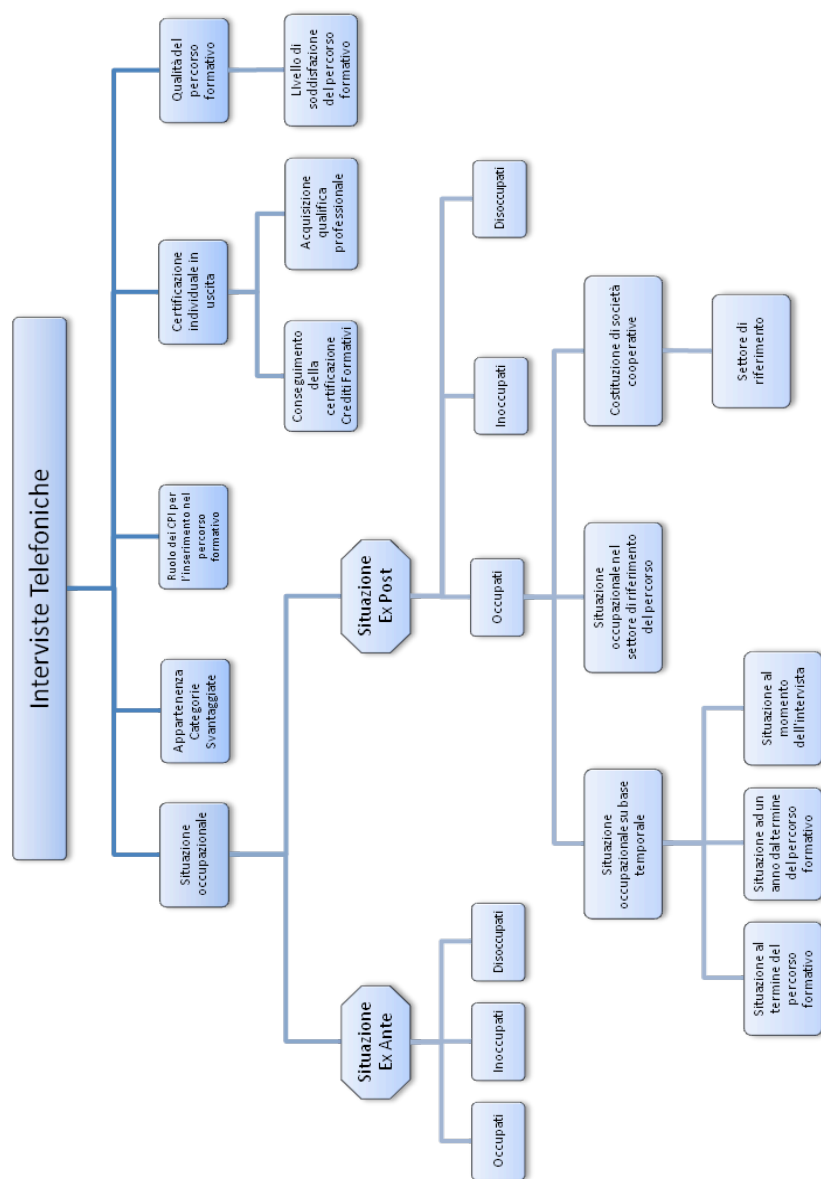 Interviste Telefoniche
Situazione
occupazionale
Appartenenza
Categorie
Svantaggiate
Ruolo dei CPI per
l'inserimento nel
percorso
formativo
Certificazione
individuale in
uscita
Qualità del
percorso
formativo
Conseguimento
della
certificazione
Crediti Formativi
Acquisizione
qualifica
professionale
LIvello di
soddisfazione
del percorso
formativo
Situazione
Ex Ante
Situazione
Ex Post
Occupati
Inoccupati
Disoccupati
Occupati
Inoccupati
Disoccupati
Situazione
occupazionale su base
temporale
Situazione
occupazionale nel
settore di riferimento
del percorso
Costituzione di società
cooperative
Situazione al
termine del
percorso
formativo
Situazione ad un
anno dal termine
del percorso
formativo
Situazione al
momento
dell'intervista
Settore di
riferimento